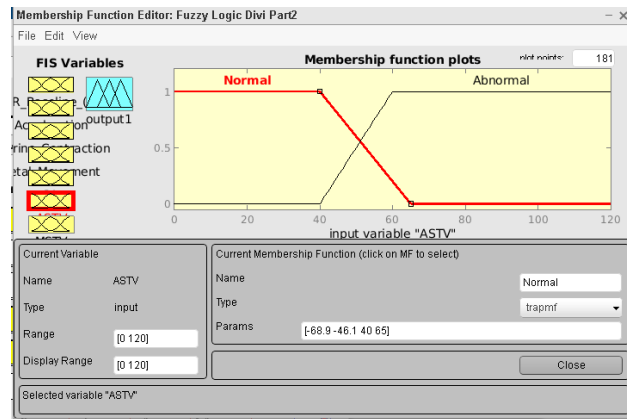 Membership Function Editor: Fuzzy Logic Divi Part2
File Edit View
FIS Variables
Membership function plots
plot points:
181
output1
Normal
Abnormal
1
0.5
0
0 20 40 60 80 100 120
input variable "ASTV"
Current Variable
Name ASTV
Type input
Range [0 120]
Display Range [0 120]
Current Membership Function (click on MF to select)
Name Normal
Type trapmf
Params [-68.9 -46.1 40 65]
Close
Selected variable "ASTV"